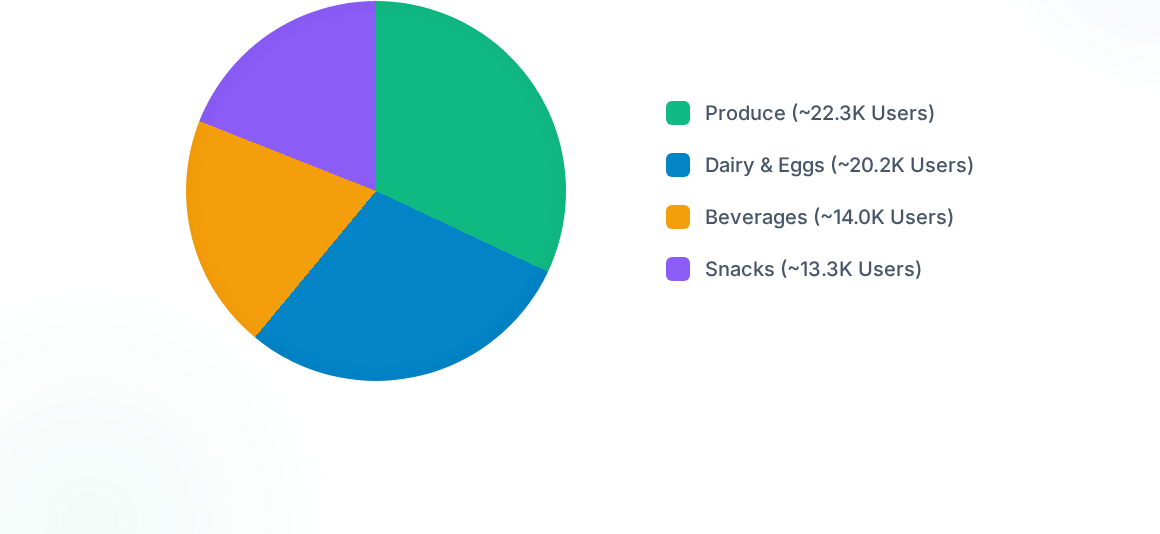 Produce (~22.3K Users)
Dairy & Eggs (~20.2K Users)
Beverages (~14.0K Users)
Snacks (~13.3K Users)